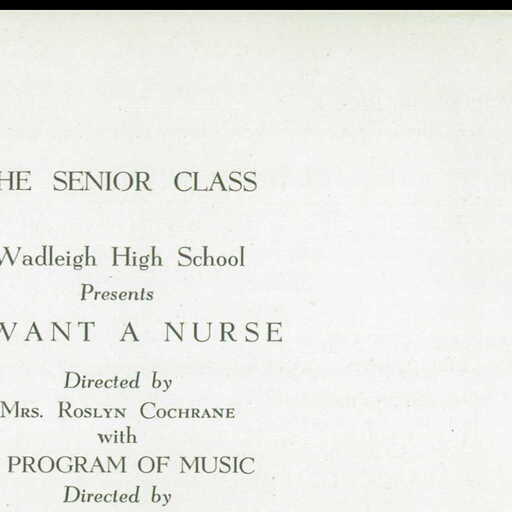 HE SENIOR CLASS
Wadleigh High School
Presents
WANT A NURSE
Directed by
Mrs. Roslyn Cochrane
with
PROGRAM OF MUSIC
Directed by